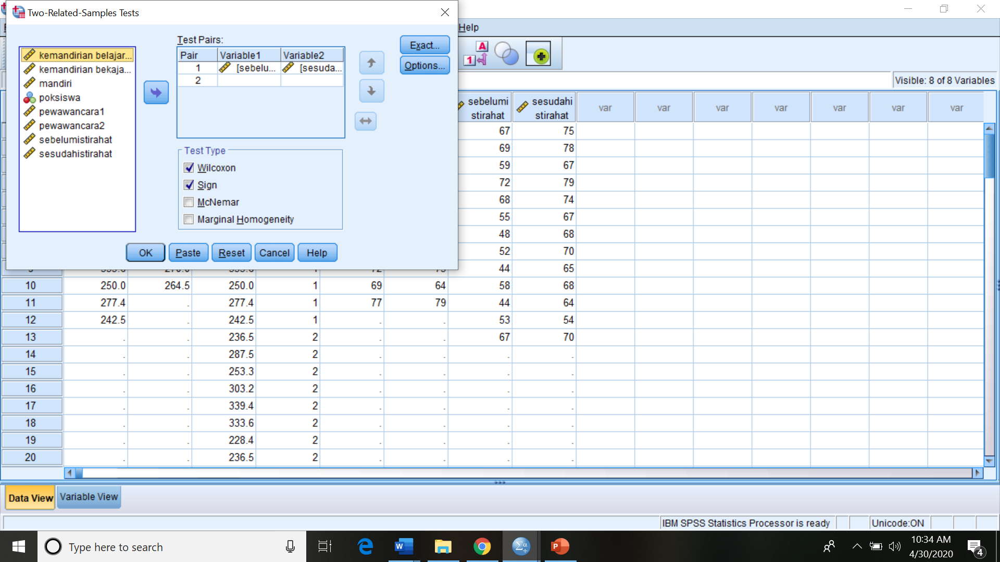 Two-Related-Samples Tests
Help
Test Pairs:
Pair Variable1 Variable2
1 [sebelu... [sesuda...
2
kemandirian belajar...
kemandirian bekaja...
mandiri
poksiswa
pewawancara1
pewawancara2
sebelumistirahat
sesudahistirahat
Exact...
Options...
Test Type
Wilcoxon
Sign
McNemar
Marginal Homogeneity
OK Paste Reset Cancel Help
A
1
Visible: 8 of 8 Variables
sebelumi stirahat sesudahi stirahat var var var var var var var
67 75
69 78
59 67
72 79
68 74
55 67
48 68
52 70
44 65
10 250.0 264.5 250.0 1 69 64 58 68
11 277.4 . 277.4 1 77 79 44 64
12 242.5 . 242.5 1 . . 53 54
13 . . 236.5 2 . . 67 70
14 . . 287.5 2 . . . .
15 . . 253.3 2 . . . .
16 . . 303.2 2 . . . .
17 . . 339.4 2 . . . .
18 . . 333.6 2 . . . .
19 . . 228.4 2 . . . .
20 . . 236.5 2 . . . .
Data View Variable View
IBM SPSS Statistics Processor is ready Unicode:ON
Type here to search
10:34 AM
4/30/2020
4